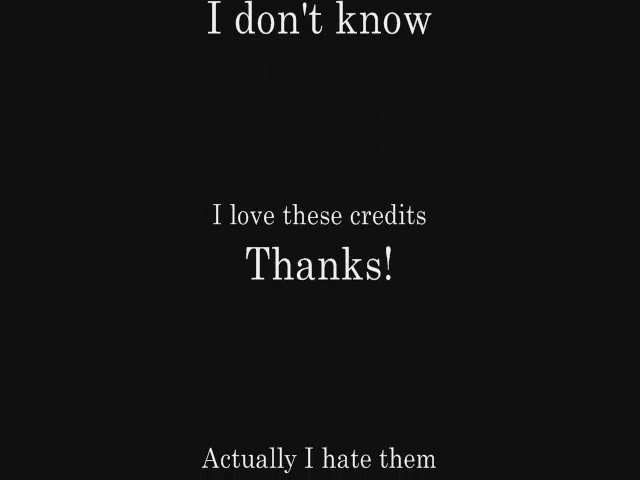 I don't know
I love these credits
Thanks!
Actually I hate them